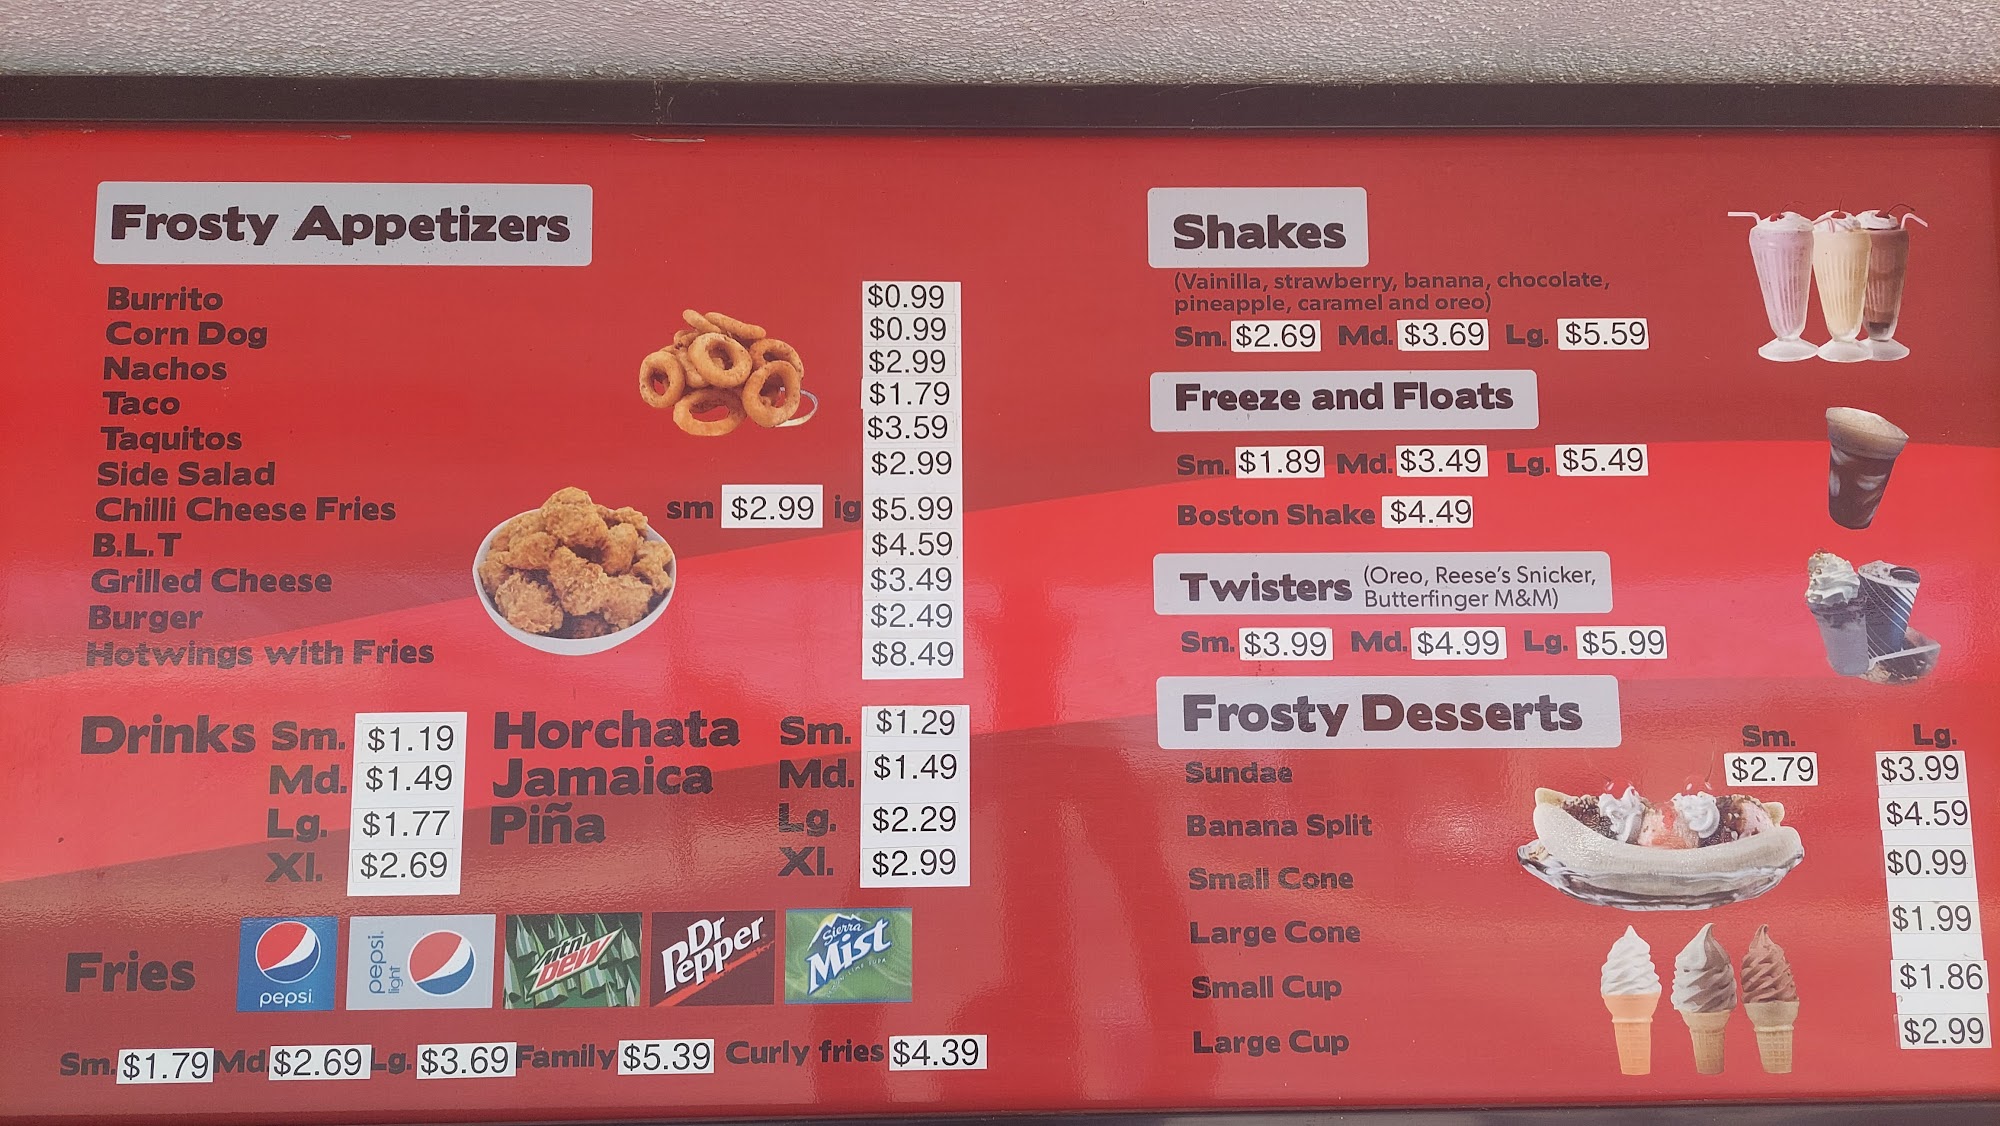 Frosty Appetizers
Burrito $0.99
Corn Dog $0.99
Nachos $2.99
Taco $1.79
Taquitos $3.59
Side Salad $2.99
Chilli Cheese Fries sm $2.99 ig $5.99
B.L.T $4.59
Grilled Cheese $3.49
Burger $2.49
Hotwings with Fries $8.49
Drinks Sm. $1.19
Md. $1.49
Lg. $1.77
Xl. $2.69
Horchata Sm. $1.29
Jamaica Md. $1.49
Piña Lg. $2.29
Xl. $2.99
Fries
pepsi
pepsi light
Mtn Dew
Dr Pepper
Sierra Mist
Sm. $1.79 Md. $2.69 Lg. $3.69 Family $5.39 Curly fries $4.39
Shakes
(Vainilla, strawberry, banana, chocolate,
pineapple, caramel and oreo)
Sm. $2.69 Md. $3.69 Lg. $5.59
Freeze and Floats
Sm. $1.89 Md. $3.49 Lg. $5.49
Boston Shake $4.49
Twisters (Oreo, Reese's Snicker,
Butterfinger M&M)
Sm. $3.99 Md. $4.99 Lg. $5.99
Frosty Desserts
Sm. Lg.
Sundae $2.79 $3.99
Banana Split $4.59
Small Cone $0.99
Large Cone $1.99
Small Cup $1.86
Large Cup $2.99